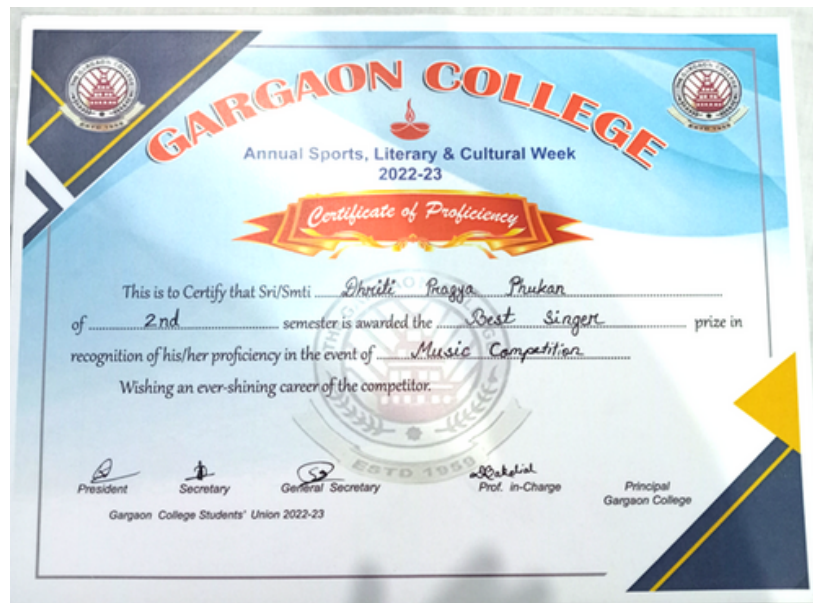 GARGAON COLLEGE
Annual Sports, Literary & Cultural Week
2022-23
Certificate of Proficiency
This is to Certify that Sri/Smti Dhriti Pragya Phukan
of 2nd semester is awarded the Best Singer prize in
recognition of his/her proficiency in the event of Music Competition
Wishing an ever-shining career of the competitor.
ESTD 1959
President Secretary General Secretary Prof. in-Charge Principal
Gargaon College
Gargaon College Students' Union 2022-23